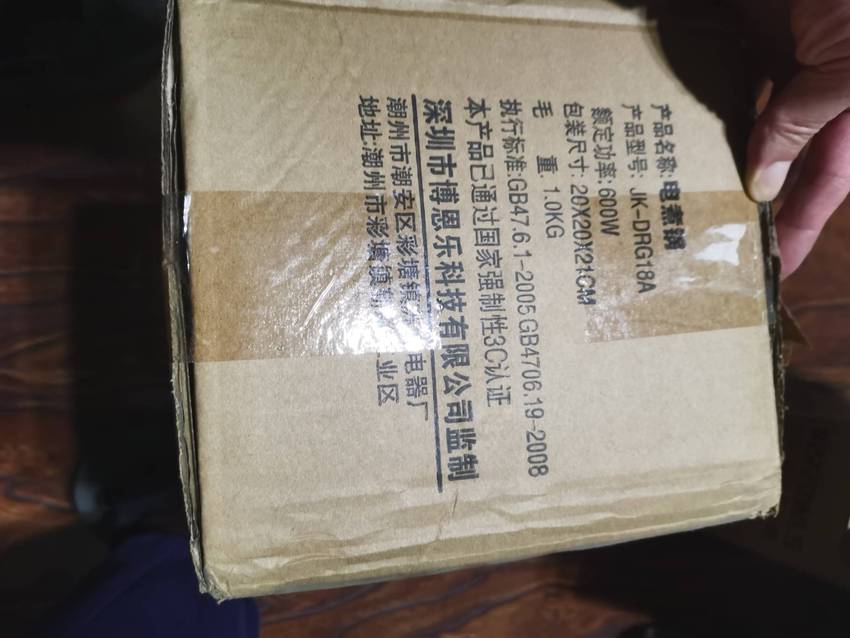 产品名称:电煮锅
产品型号: JK-DRG18A
额定功率:600W
包装尺寸: 20X20X21CM
毛 重 1.0KG
执行标准:GB47.6.1-2005 GB4706.19-2008
本产品已通过国家强制性3C认证
深圳市博恩乐科技有限公司监制
潮州市潮安区彩塘镇 电器厂
地址:潮州市彩塘镇 业区